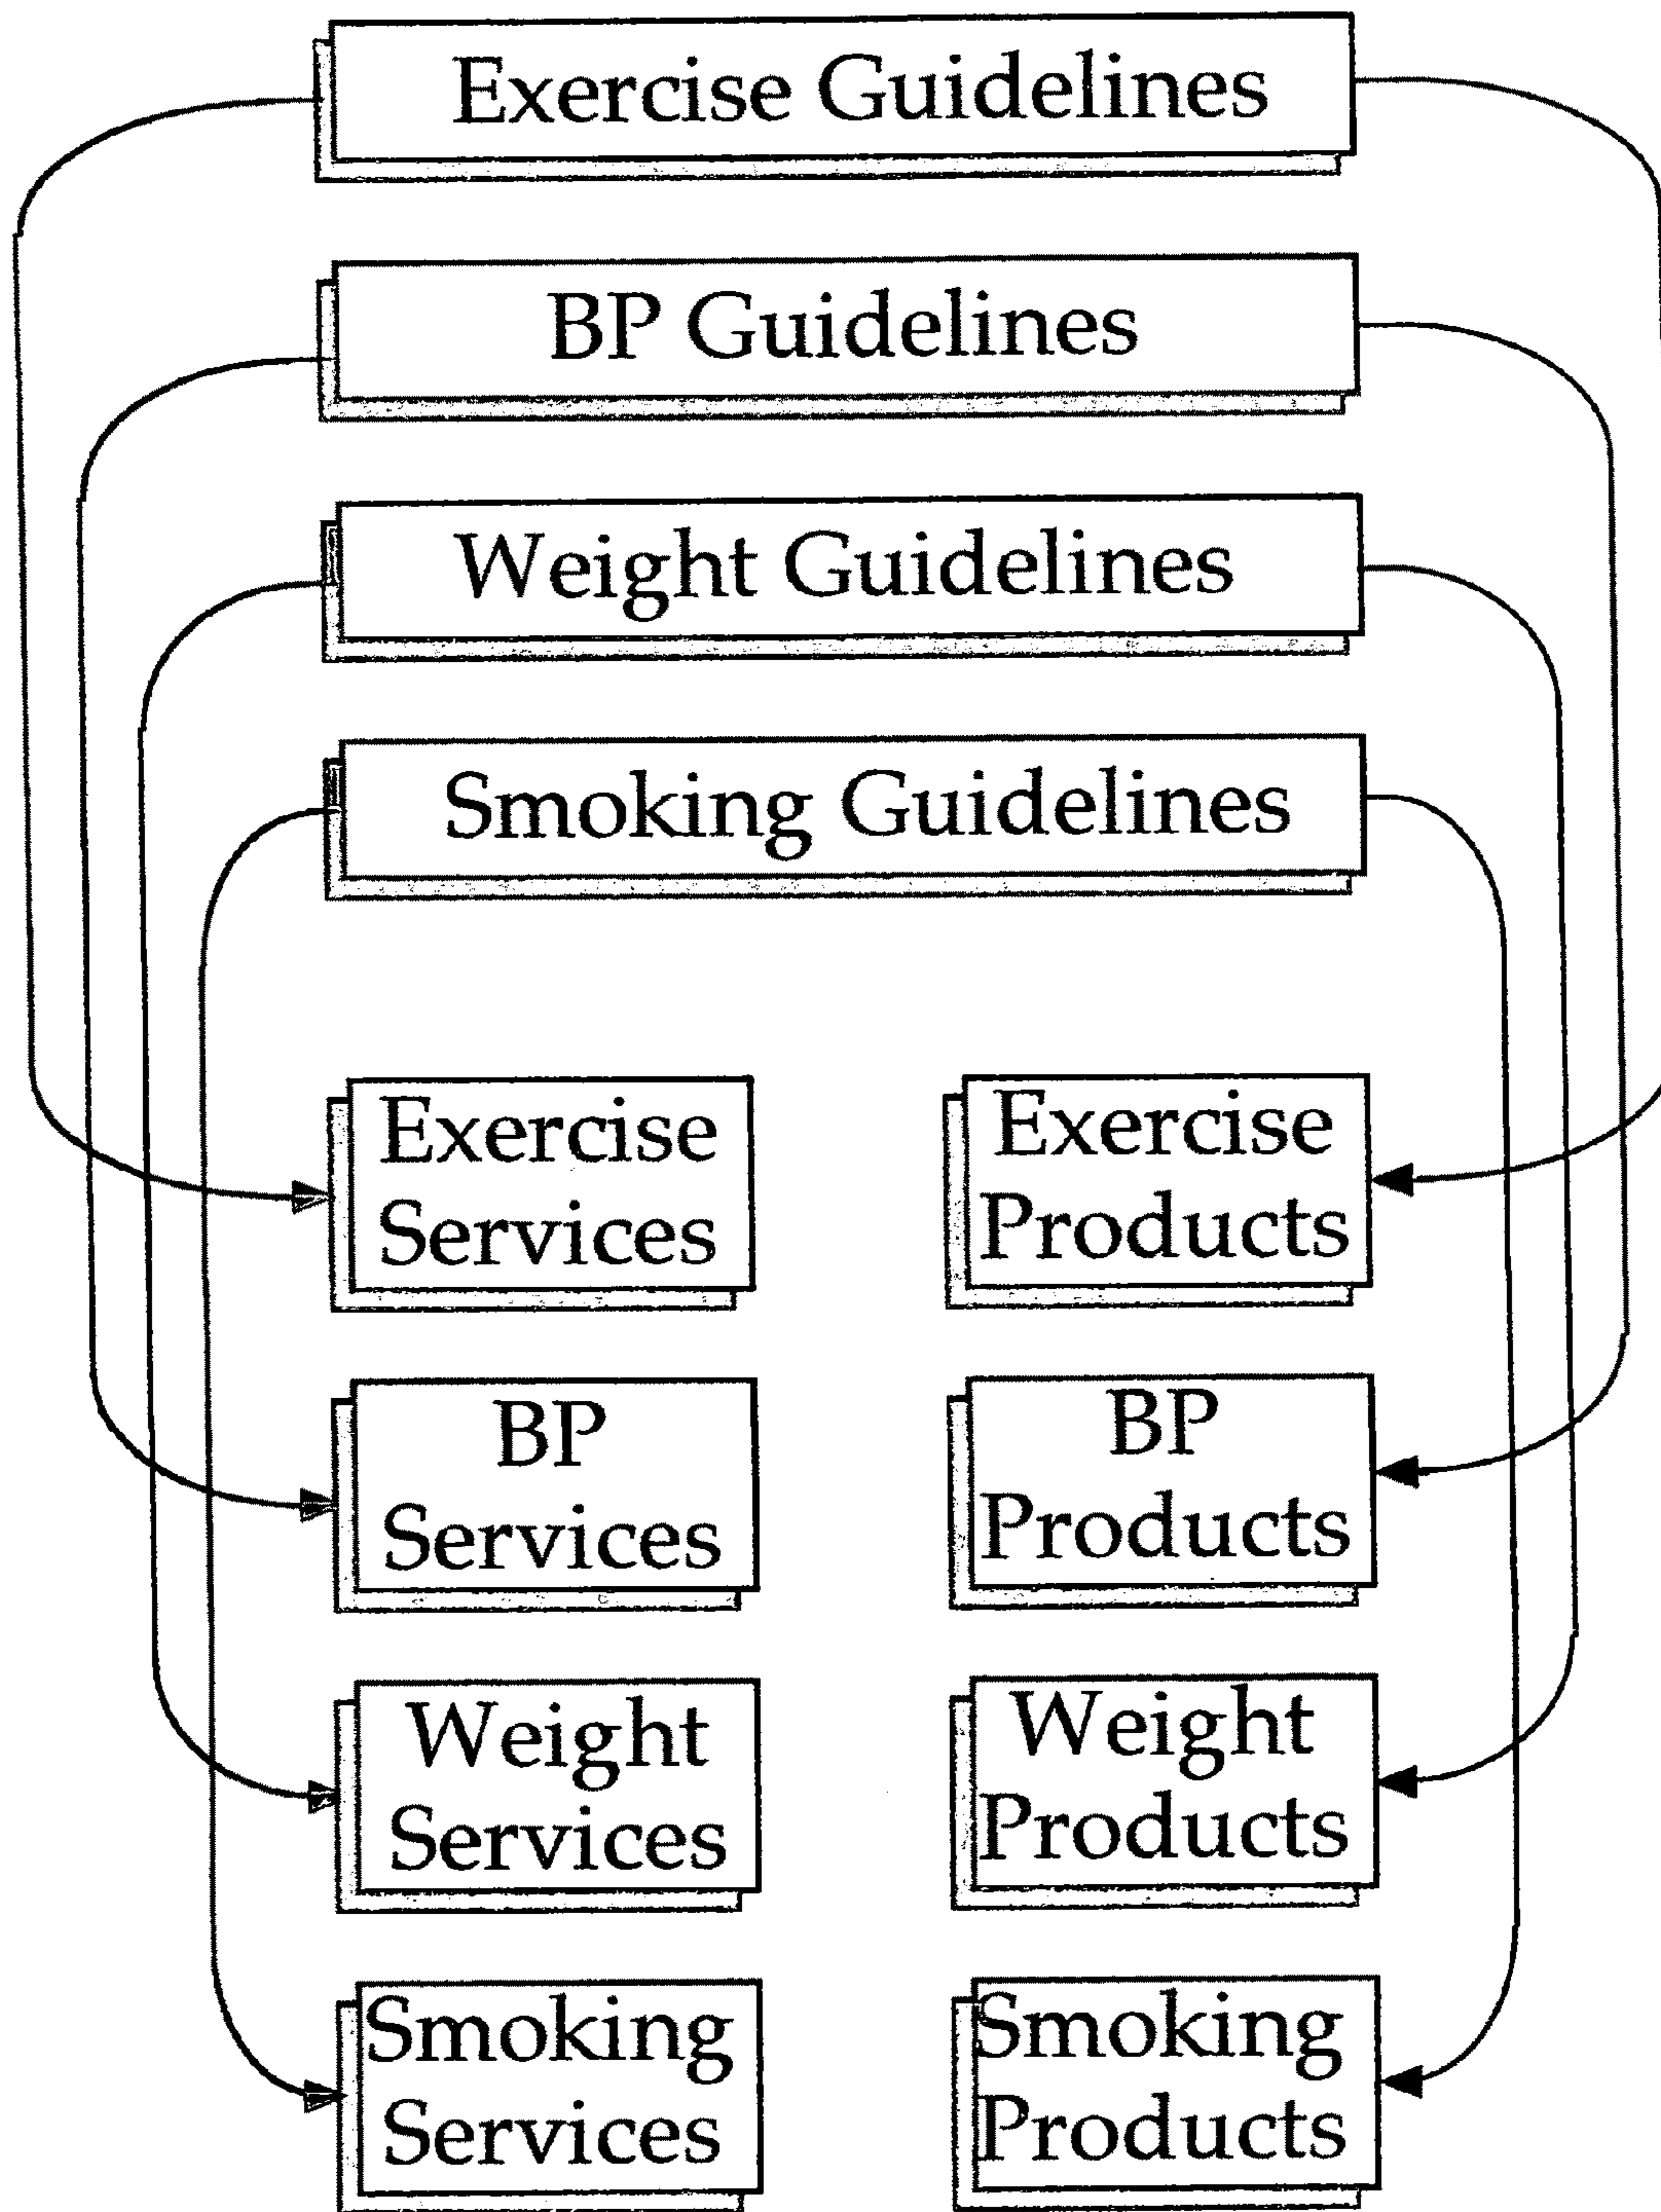 Exercise Guidelines
BP Guidelines
Weight Guidelines
Smoking Guidelines
Exercise
Services
Exercise
Products
BP
Services
BP
Products
Weight
Services
Weight
Products
Smoking
Services
Smoking
Products